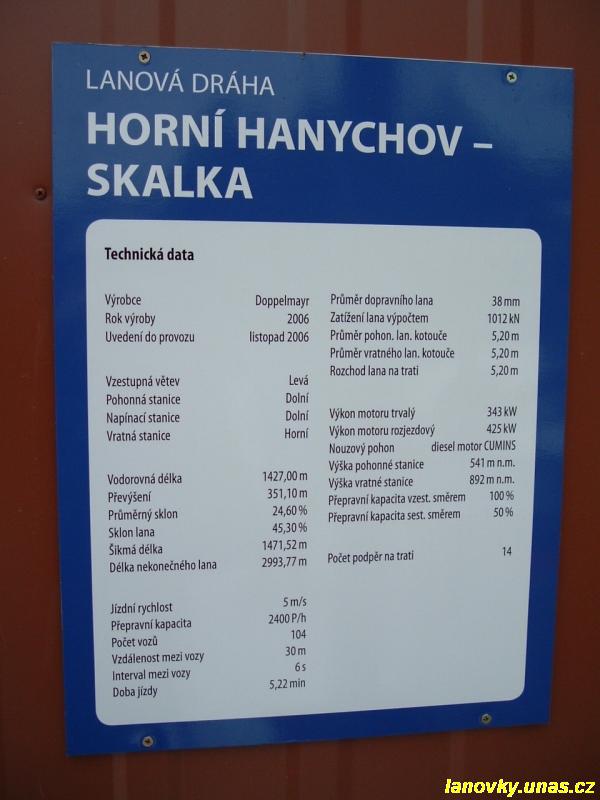 LANOVÁ DRÁHA
HORNÍ HANYCHOV –
SKALKA
Technická data
Výrobce Doppelmayr
Rok výroby 2006
Uvedení do provozu listopad 2006
Vzestupná větev Levá
Pohonná stanice Dolní
Napínací stanice Dolní
Vratná stanice Horní
Vodorovná délka 1427,00 m
Převýšení 351,10 m
Průměrný sklon 24,60 %
Sklon lana 45,30 %
Šikmá délka 1471,52 m
Délka nekonečného lana 2993,77 m
Jízdní rychlost 5 m/s
Přepravní kapacita 2400 P/h
Počet vozů 104
Vzdálenost mezi vozy 30 m
Interval mezi vozy 6 s
Doba jízdy 5,22 min
Průměr dopravního lana 38 mm
Zatížení lana výpočtem 1012 kN
Průměr pohon. lan. kotouče 5,20 m
Průměr vratného lan. kotouče 5,20 m
Rozchod lana na trati 5,20 m
Výkon motoru trvalý 343 kW
Výkon motoru rozjezdový 425 kW
Nouzový pohon diesel motor CUMINS
Výška pohonné stanice 541 m n.m.
Výška vratné stanice 892 m n.m.
Přepravní kapacita vzest. směrem 100 %
Přepravní kapacita sest. směrem 50 %
Počet podpěr na trati 14
lanovky.unas.cz